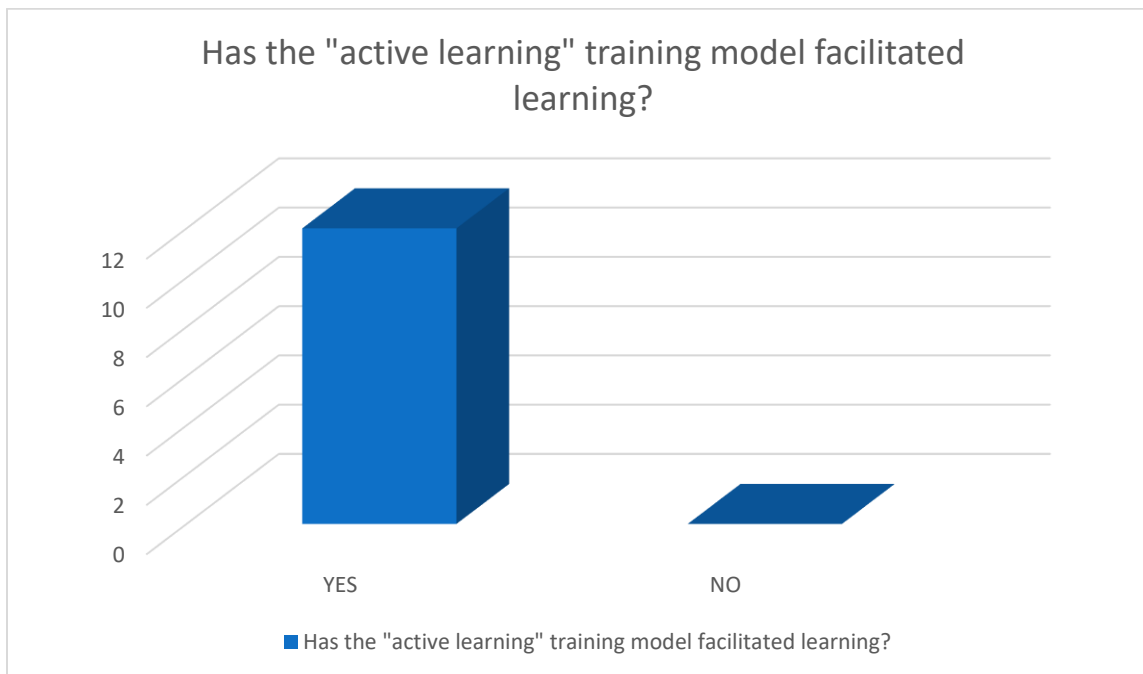 Has the "active learning" training model facilitated
learning?
12
10
8
6
4
2
0
YES NO
Has the "active learning" training model facilitated learning?